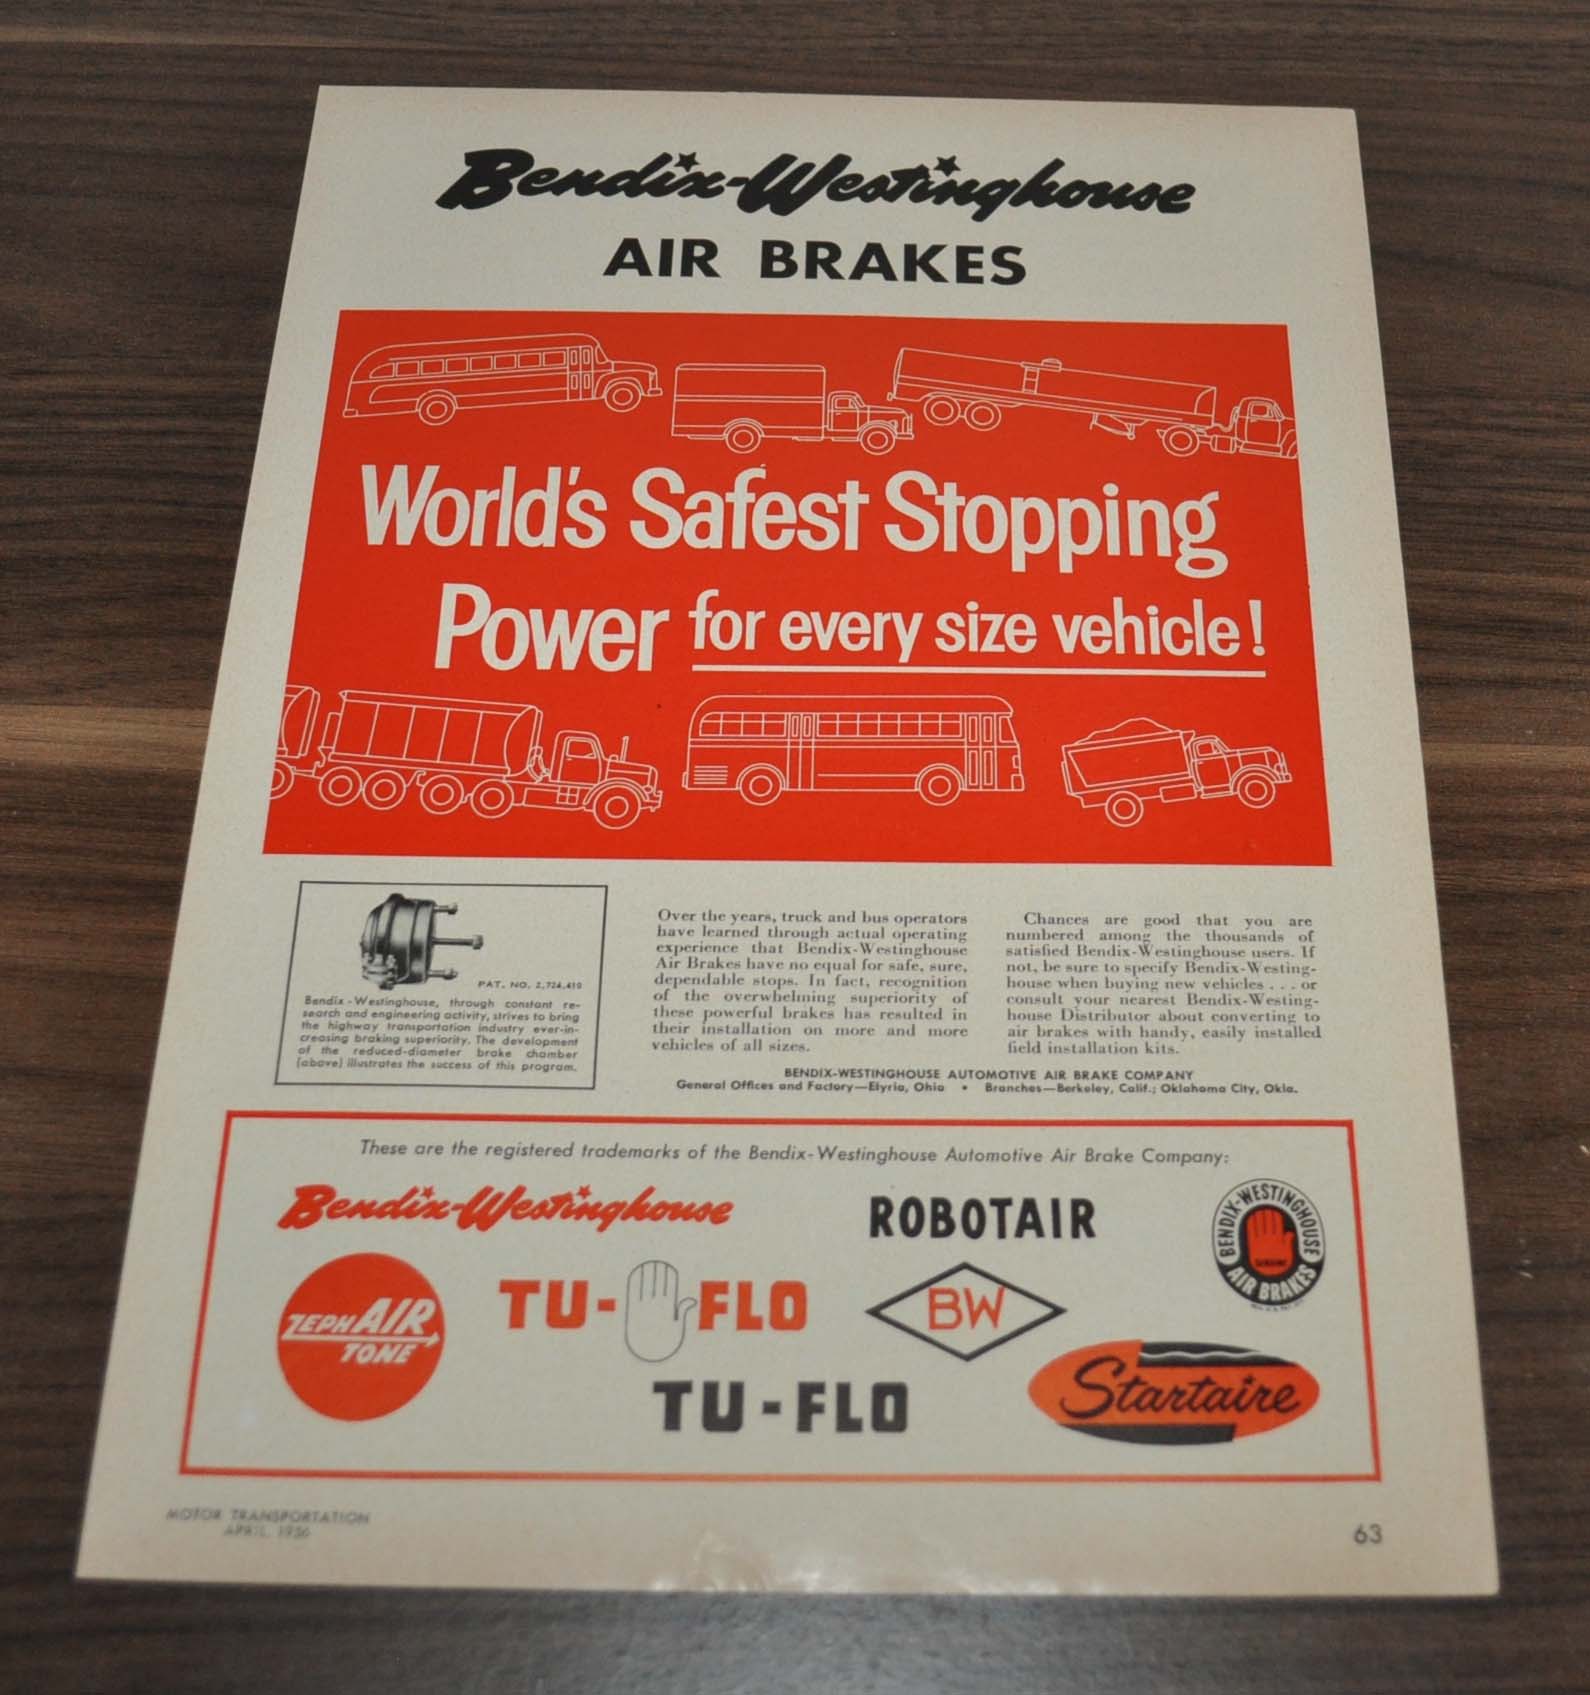 Bendix-Westinghouse
AIR BRAKES
World's Safest Stopping
Power for every size vehicle!
PAT. NO. 2,724,410
Bendix-Westinghouse, through constant re-
search and engineering activity, strives to bring
the highway transportation industry ever-in-
creasing braking superiority. The development
of the reduced-diameter brake chamber
(above) illustrates the success of this program.
Over the years, truck and bus operators
have learned through actual operating
experience that Bendix-Westinghouse
Air Brakes have no equal for safe, sure,
dependable stops. In fact, recognition
of the overwhelming superiority of
these powerful brakes has resulted in
their installation on more and more
vehicles of all sizes.
Chances are good that you are
numbered among the thousands of
satisfied Bendix-Westinghouse users. If
not, be sure to specify Bendix-Westing-
house when buying new vehicles . . . or
consult your nearest Bendix-Westing-
house Distributor about converting to
air brakes with handy, easily installed
field installation kits.
BENDIX-WESTINGHOUSE AUTOMOTIVE AIR BRAKE COMPANY
General Offices and Factory—Elyria, Ohio • Branches—Berkeley, Calif.; Oklahoma City, Okla.
These are the registered trademarks of the Bendix-Westinghouse Automotive Air Brake Company:
Bendix-Westinghouse
ROBOTAIR
BENDIX-WESTINGHOUSE
GENUINE
AIR BRAKES
ZEPHAIR
TONE
TU-FLO
BW
TU-FLO
Startaire
MOTOR TRANSPORTATION
APRIL, 1956
63